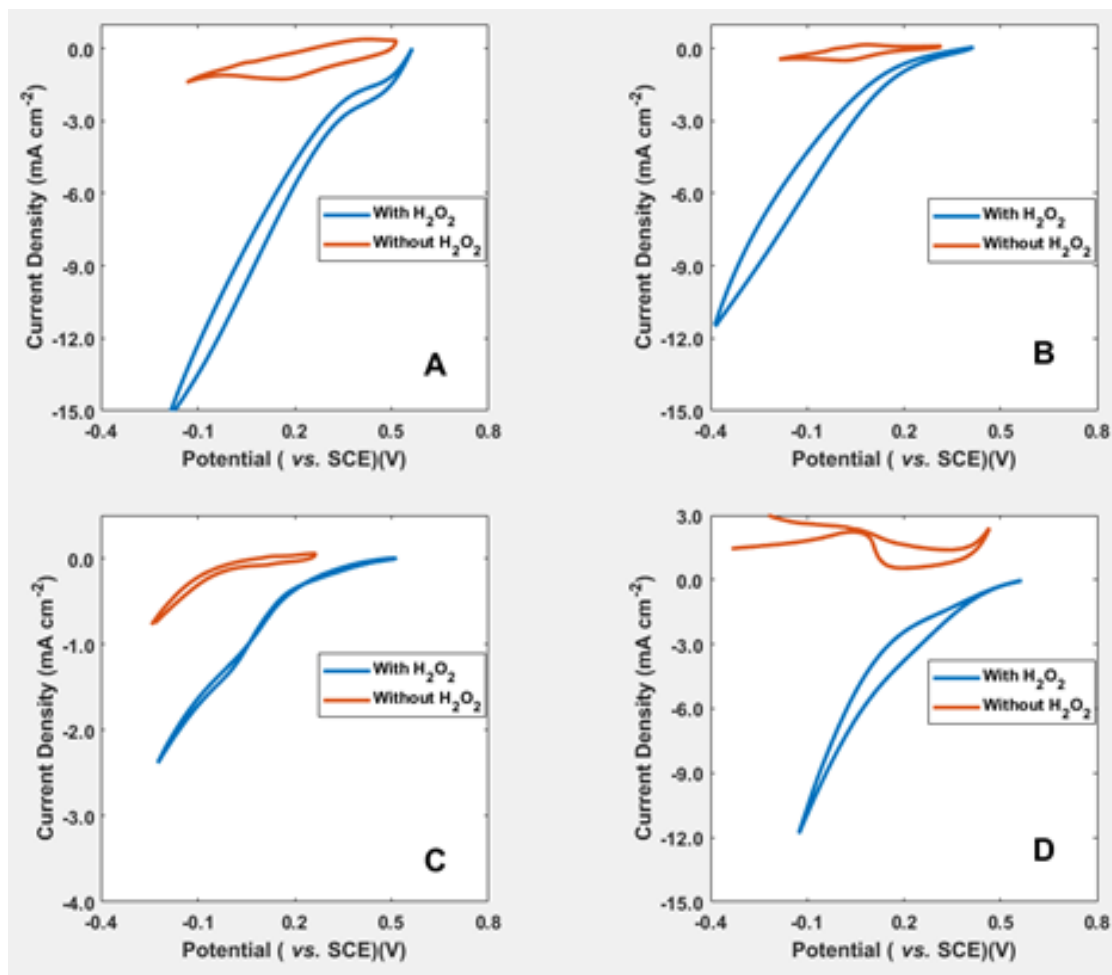 0.0
-3.0
-6.0
-9.0
-12.0
-15.0
Current Density (mA cm⁻²)
With H₂O₂
Without H₂O₂
A
-0.4 -0.1 0.2 0.5 0.8
Potential ( vs. SCE)(V)
0.0
-3.0
-6.0
-9.0
-12.0
-15.0
Current Density (mA cm⁻²)
With H₂O₂
Without H₂O₂
B
-0.4 -0.1 0.2 0.5 0.8
Potential ( vs. SCE)(V)
0.0
-1.0
-2.0
-3.0
-4.0
Current Density (mA cm⁻²)
With H₂O₂
Without H₂O₂
C
-0.4 -0.1 0.2 0.5 0.8
Potential ( vs. SCE)(V)
3.0
0.0
-3.0
-6.0
-9.0
-12.0
-15.0
Current Density (mA cm⁻²)
With H₂O₂
Without H₂O₂
D
-0.4 -0.1 0.2 0.5 0.8
Potential ( vs. SCE)(V)